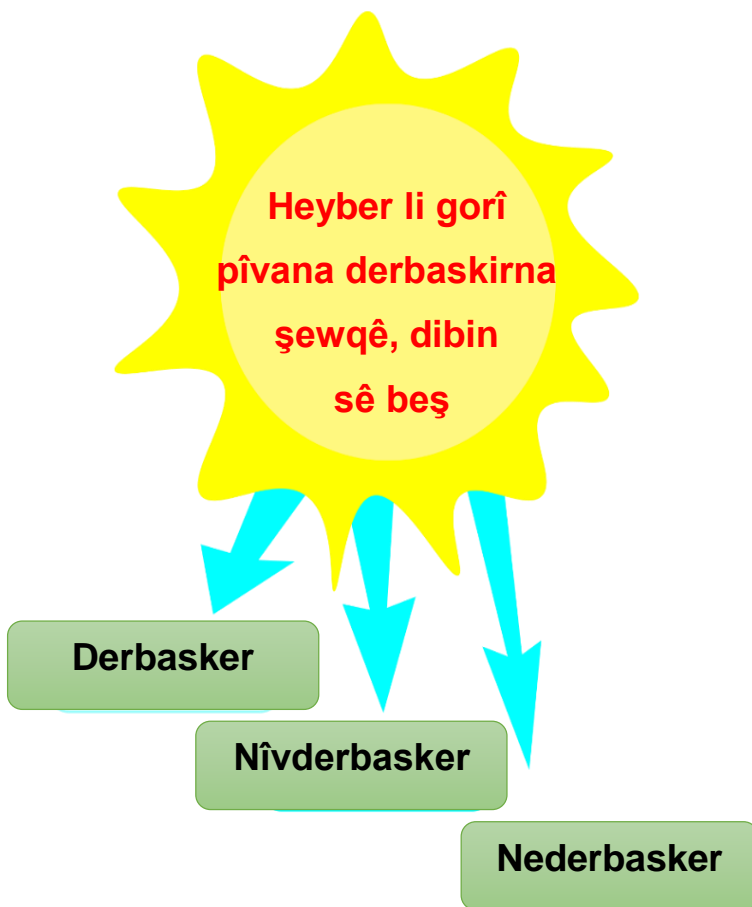 Heyber li gorî
pîvana derbaskirna
şewqê, dibin
sê beş
Derbasker
Nîvderbasker
Nederbasker